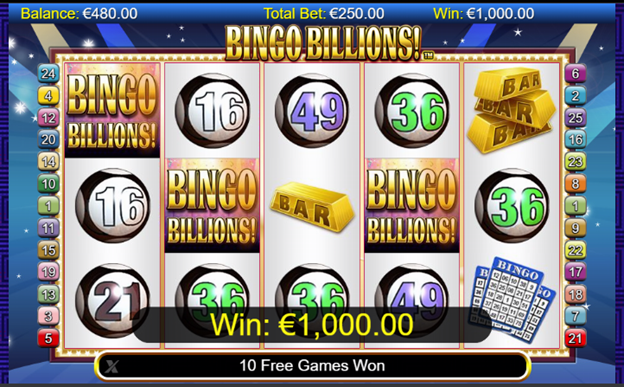 Balance: €480.00 Total Bet: €250.00 Win: €1,000.00
BINGO BILLIONS!™
24
4
12
20
14
10
1
11
15
19
13
3
5
BINGO
BILLIONS!
16
49
36
BAR
BAR
BAR
16
BINGO
BILLIONS!
BAR
BINGO
BILLIONS!
36
21
36
36
49
BINGO
6
2
25
16
23
8
1
9
22
17
18
7
21
Win: €1,000.00
10 Free Games Won